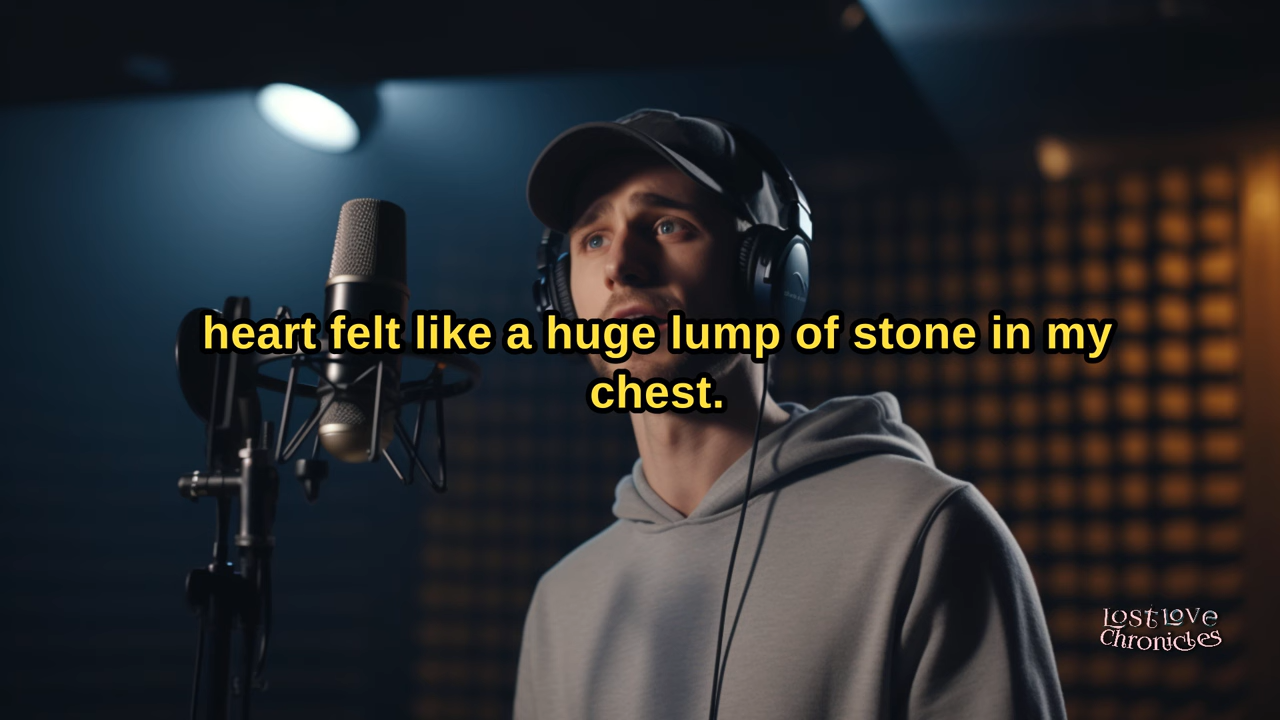 heart felt like a huge lump of stone in my
chest.
Lost Love
Chronicles